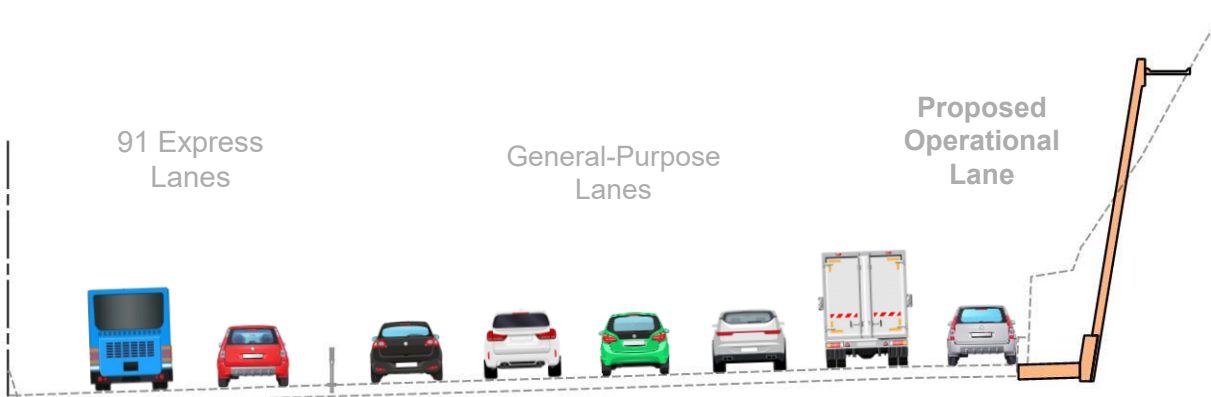 91 Express
Lanes
General-Purpose
Lanes
Proposed
Operational
Lane